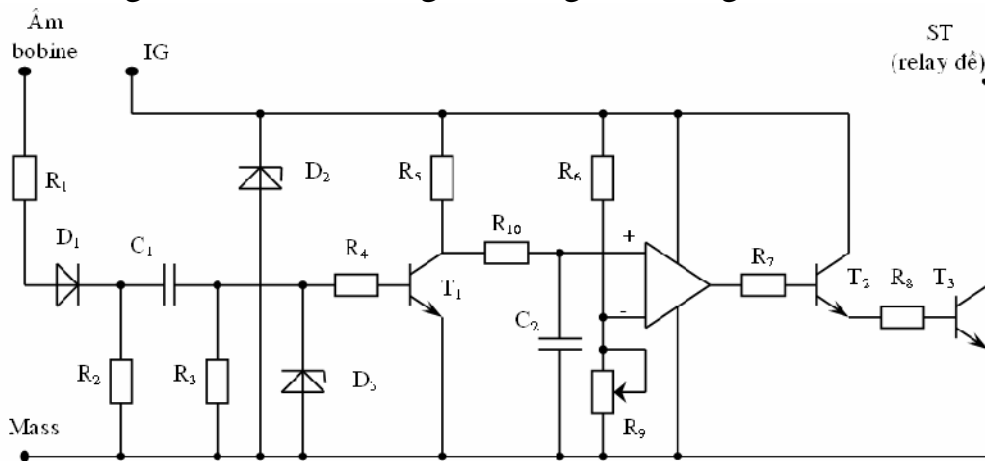 Âm
bobine
IG
ST
(relay đề)
R₁
D₂
R₅
R₆
R₁₀
D₁
C₁
R₄
T₁
+
-
R₇
T₂
R₈
T₃
C₂
R₂
R₃
D₃
R₉
Mass